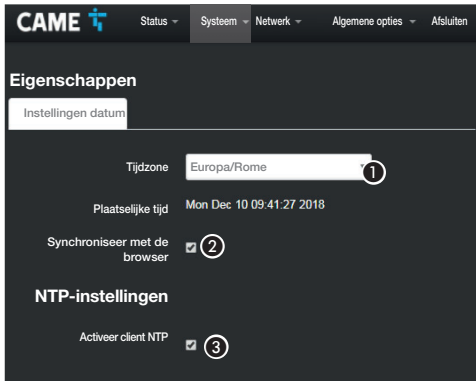 CAME Status Systeem Netwerk Algemene opties Afsluiten
Eigenschappen
Instellingen datum
Tijdzone Europa/Rome 1
Plaatselijke tijd Mon Dec 10 09:41:27 2018
Synchroniseer met de
browser 2
NTP-instellingen
Activeer client NTP 3